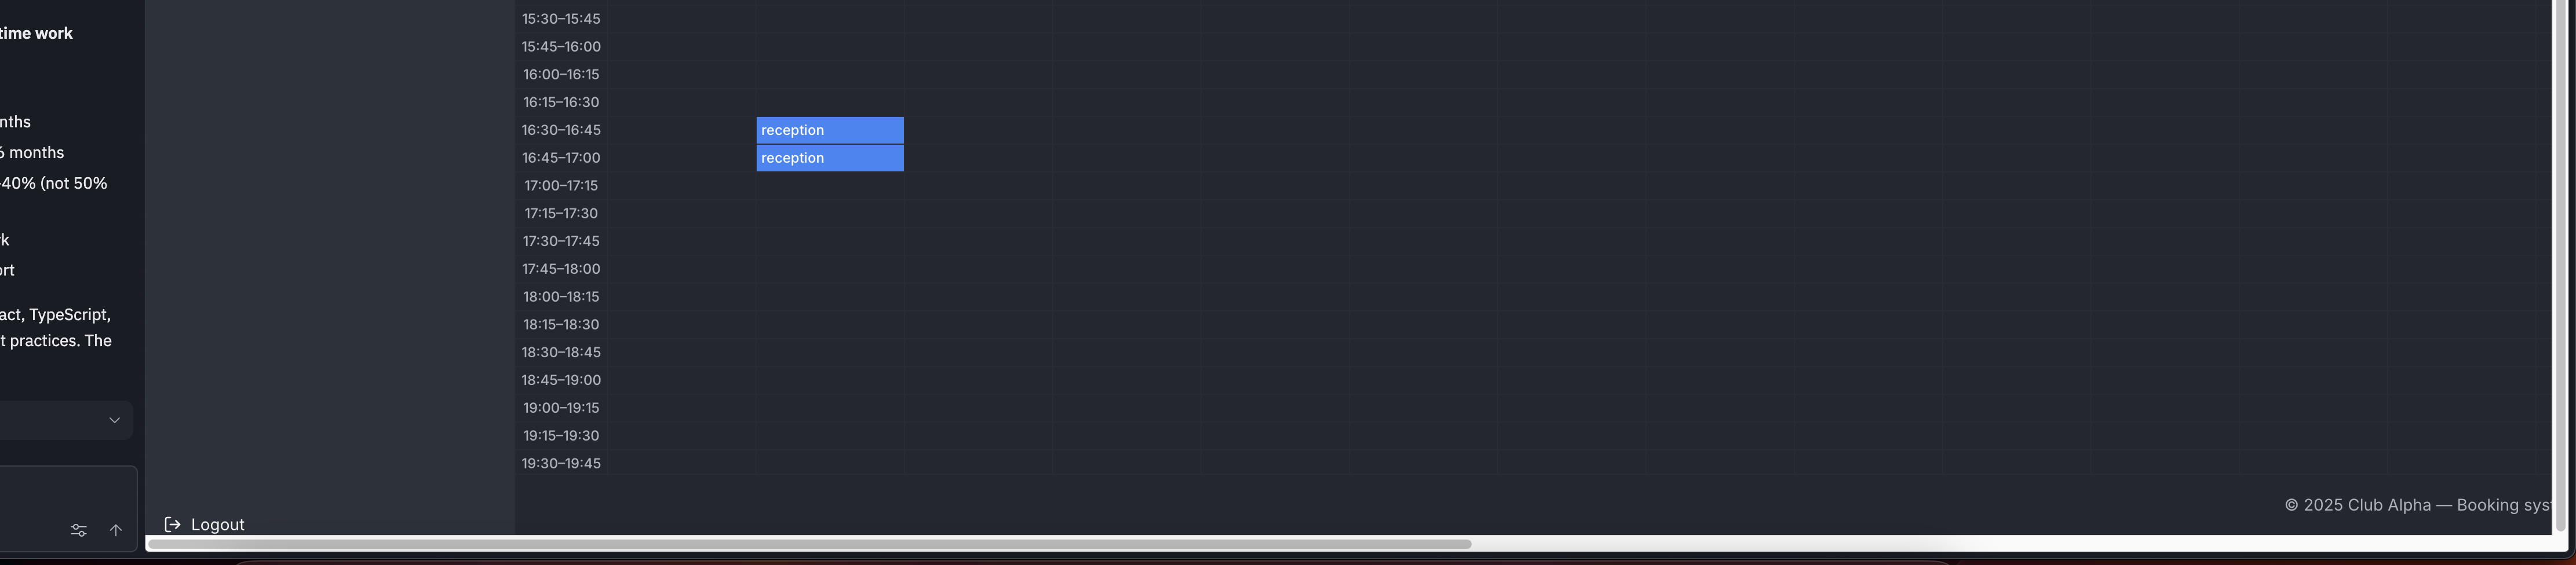 time work
nths
6 months
40% (not 50%
rk
ort
act, TypeScript,
t practices. The
Logout
15:30–15:45
15:45–16:00
16:00–16:15
16:15–16:30
16:30–16:45 reception
16:45–17:00 reception
17:00–17:15
17:15–17:30
17:30–17:45
17:45–18:00
18:00–18:15
18:15–18:30
18:30–18:45
18:45–19:00
19:00–19:15
19:15–19:30
19:30–19:45
© 2025 Club Alpha — Booking syst